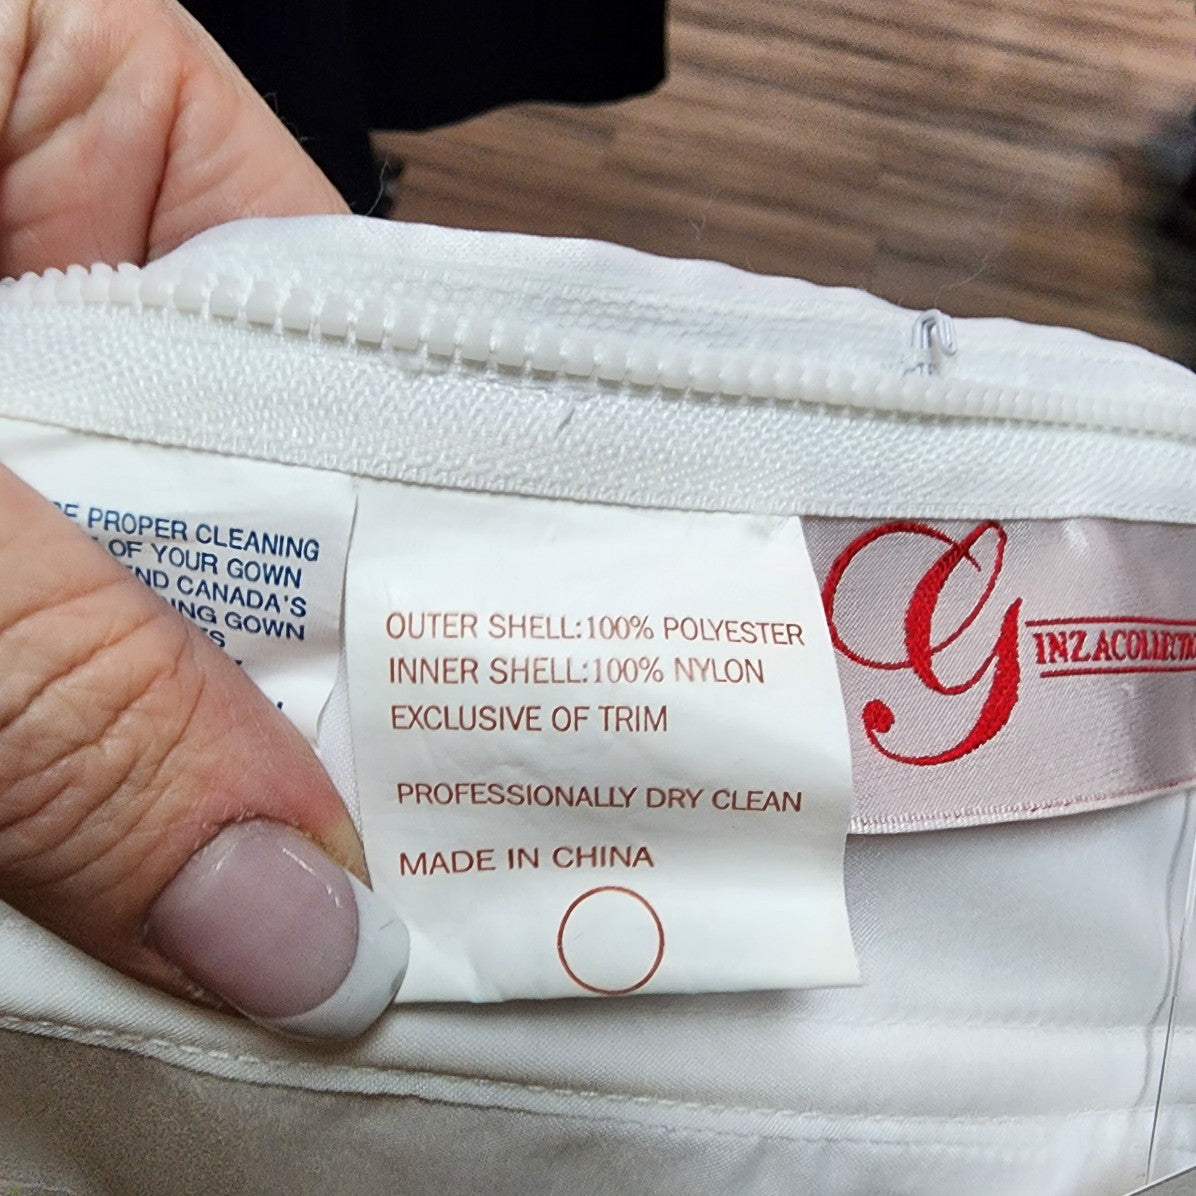 PROPER CLEANING
OF YOUR GOWN
CANADA'S
GOWN
OUTER SHELL:100% POLYESTER
INNER SHELL:100% NYLON
EXCLUSIVE OF TRIM
PROFESSIONALLY DRY CLEAN
MADE IN CHINA
G INZACOLLECTIO